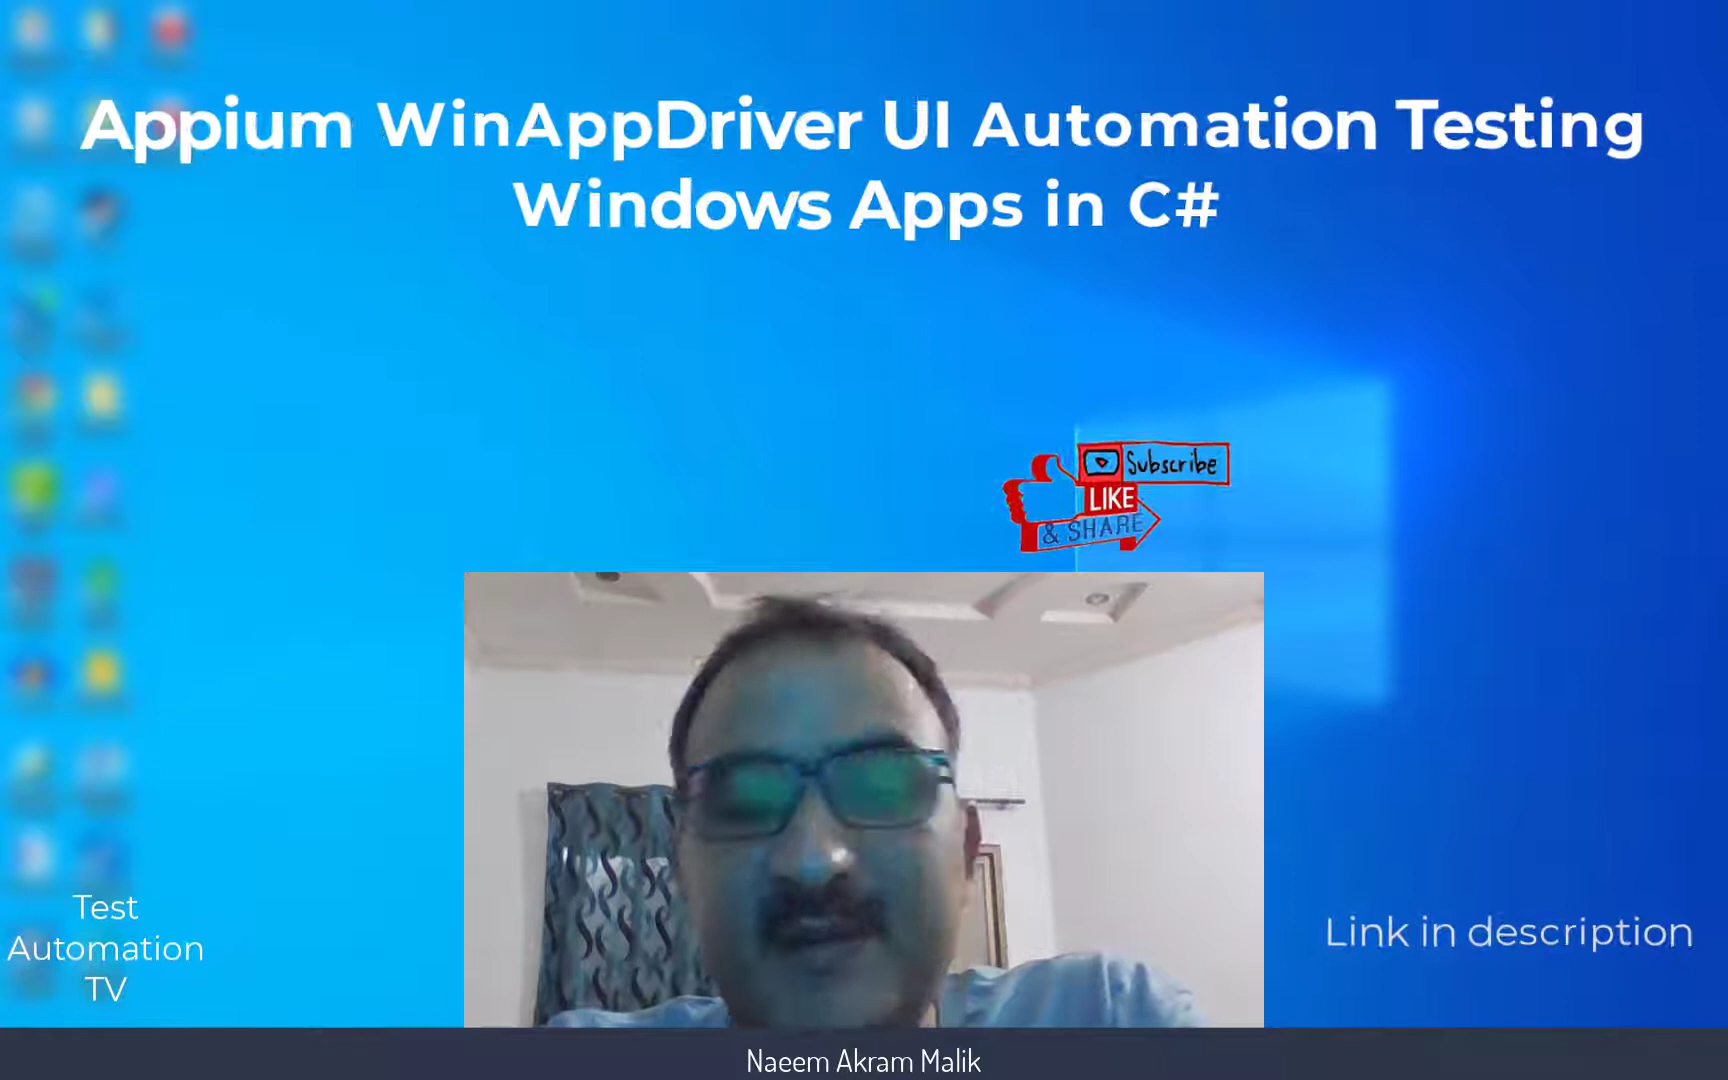 Appium WinAppDriver UI Automation Testing
Windows Apps in C#
Subscribe
LIKE
& SHARE
Test
Automation
TV
Link in description
Naeem Akram Malik